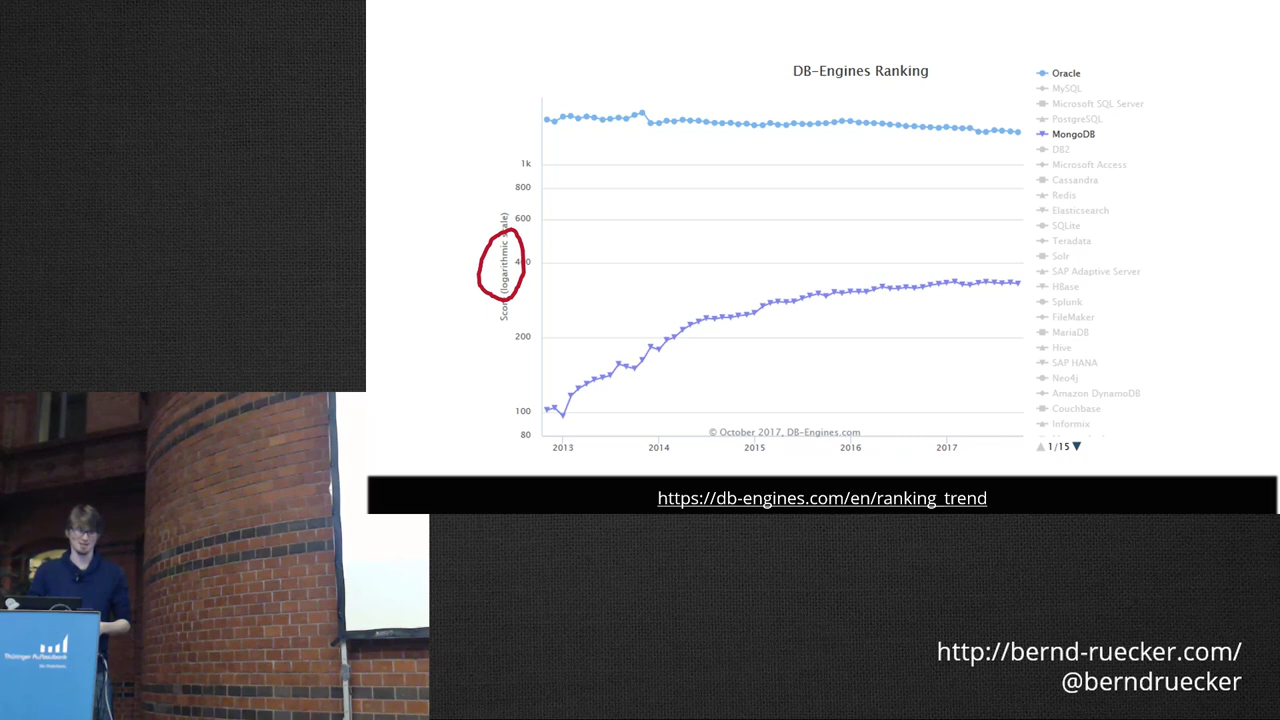 DB-Engines Ranking
Score (logarithmic scale)
1k
800
600
400
200
100
80
2013
2014
2015
2016
2017
© October 2017, DB-Engines.com
Oracle
MySQL
Microsoft SQL Server
PostgreSQL
MongoDB
DB2
Microsoft Access
Cassandra
Redis
Elasticsearch
SQLite
Teradata
Solr
SAP Adaptive Server
HBase
Splunk
FileMaker
MariaDB
Hive
SAP HANA
Neo4j
Amazon DynamoDB
Couchbase
Informix
1/15
https://db-engines.com/en/ranking_trend
http://bernd-ruecker.com/
@berndruecker